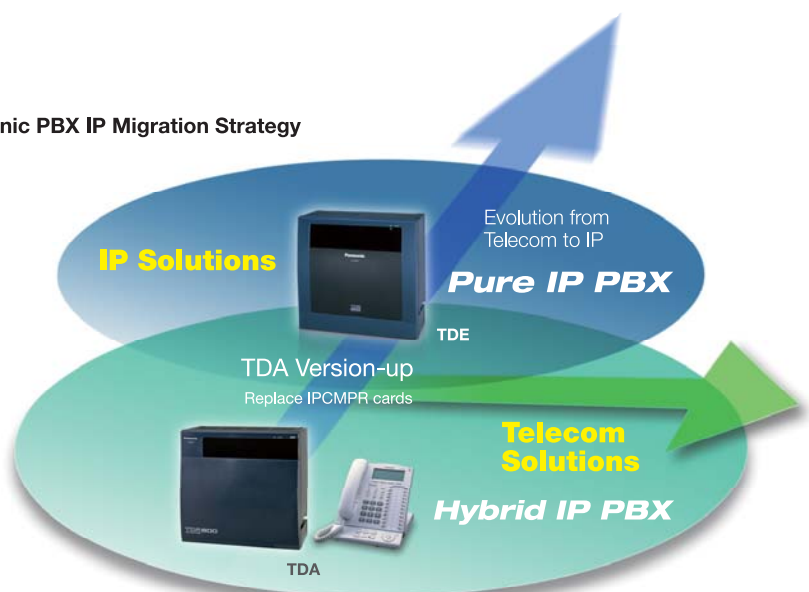 nic PBX IP Migration Strategy
Evolution from
Telecom to IP
IP Solutions
Pure IP PBX
Panasonic
TDE
TDA Version-up
Replace IPCMPR cards
Telecom
Solutions
Hybrid IP PBX
TDA